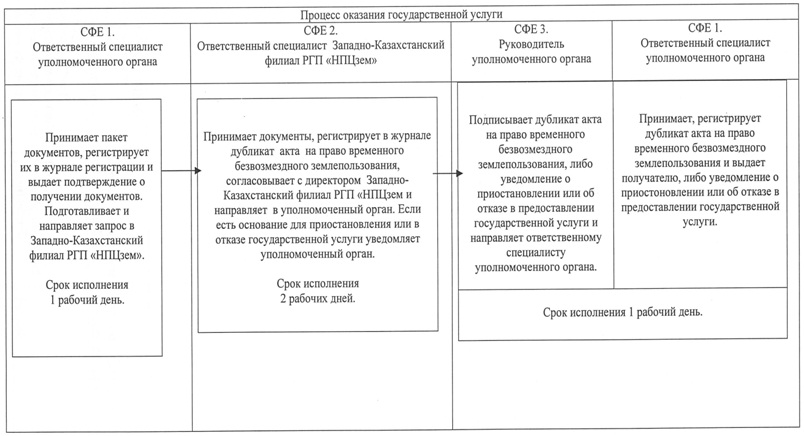 Процесс оказания государственной услуги
СФЕ 1.
Ответственный специалист
уполномоченного органа
СФЕ 2.
Ответственный специалист Западно-Казахстанский
филиал РГП «НПЦзем»
СФЕ 3.
Руководитель
уполномоченного органа
СФЕ 1.
Ответственный специалист
уполномоченного органа
Принимает пакет
документов, регистрирует
их в журнале регистрации и
выдает подтверждение о
получении документов.
Подготавливает и
направляет запрос в
Западно-Казахстанский
филиал РГП «НПЦзем».
Срок исполнения
1 рабочий день.
Принимает документы, регистрирует в журнале
дубликат акта на право временного
безвозмездного землепользования,
согласовывает с директором Западно-
Казахстанский филиал РГП «НПЦзем и
направляет в уполномоченный орган. Если
есть основание для приостановления или в
отказе государственной услуги уведомляет
уполномоченный орган.
Срок исполнения
2 рабочих дней.
Подписывает дубликат акта
на право временного
безвозмездного
землепользования, либо
уведомление о
приостановлении или об
отказе в предоставлении
государственной услуги и
направляет ответственному
специалисту
уполномоченного органа.
Принимает, регистрирует
дубликат акта на право
временного безвозмездного
землепользования и выдает
получателю, либо уведомление о
приостоновлении или об отказе в
предоставлении государственной
услуги.
Срок исполнения 1 рабочий день.